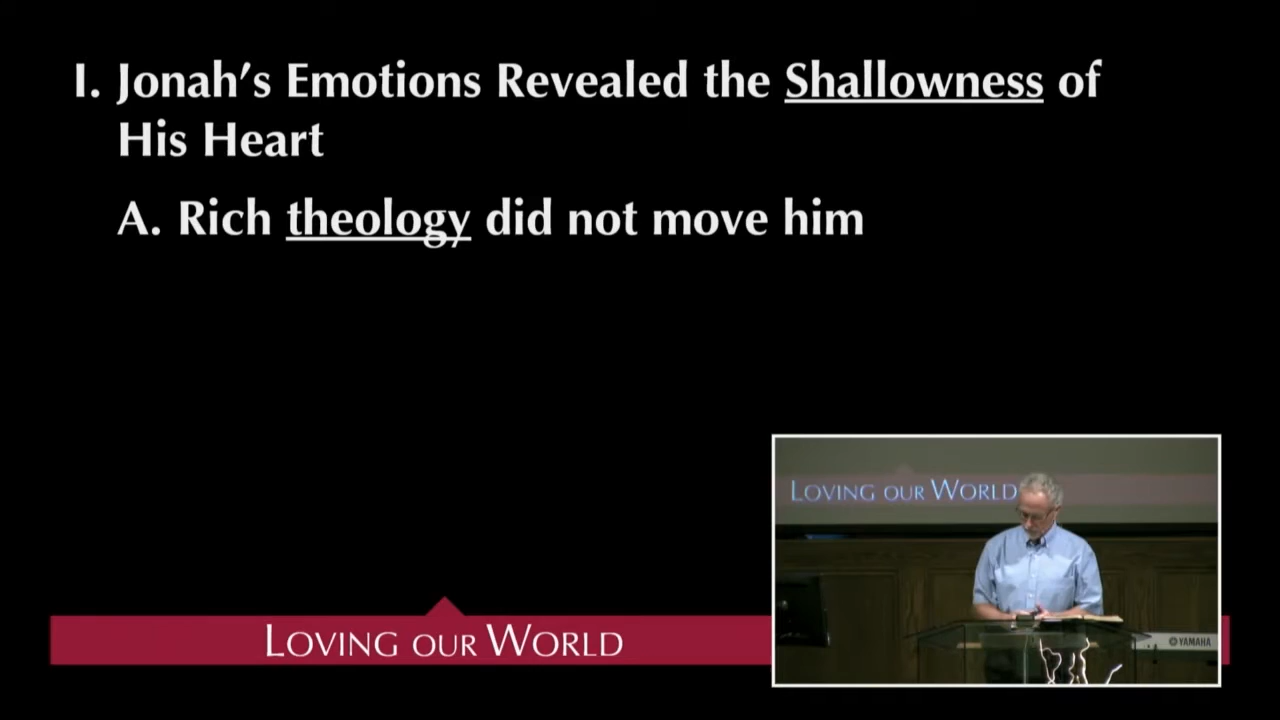 I. Jonah’s Emotions Revealed the Shallowness of
His Heart
A. Rich theology did not move him
LOVING OUR WORLD
LOVING OUR WORLD
YAMAHA